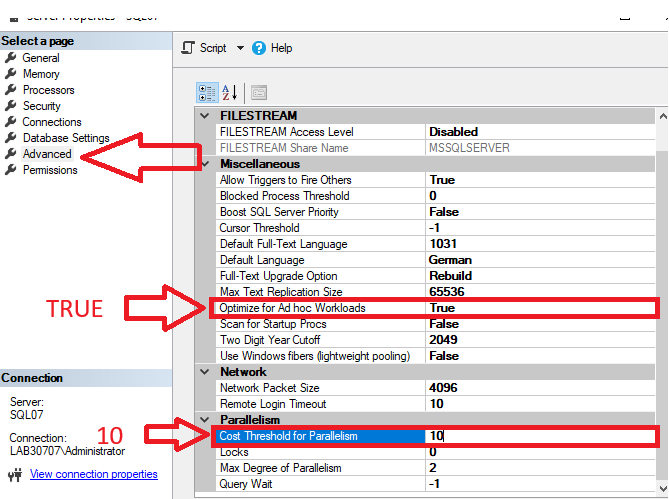 Server Properties - SQL07
Select a page
General
Memory
Processors
Security
Connections
Database Settings
Advanced
Permissions
Script
Help
FILESTREAM
FILESTREAM Access Level Disabled
FILESTREAM Share Name MSSQLSERVER
Miscellaneous
Allow Triggers to Fire Others True
Blocked Process Threshold 0
Boost SQL Server Priority False
Cursor Threshold -1
Default Full-Text Language 1031
Default Language German
Full-Text Upgrade Option Rebuild
Max Text Replication Size 65536
TRUE
Optimize for Ad hoc Workloads True
Scan for Startup Procs False
Two Digit Year Cutoff 2049
Use Windows fibers (lightweight pooling) False
Network
Network Packet Size 4096
Remote Login Timeout 10
Parallelism
10
Cost Threshold for Parallelism 10
Locks 0
Max Degree of Parallelism 2
Query Wait -1
Connection
Server:
SQL07
Connection:
LAB30707\Administrator
View connection properties